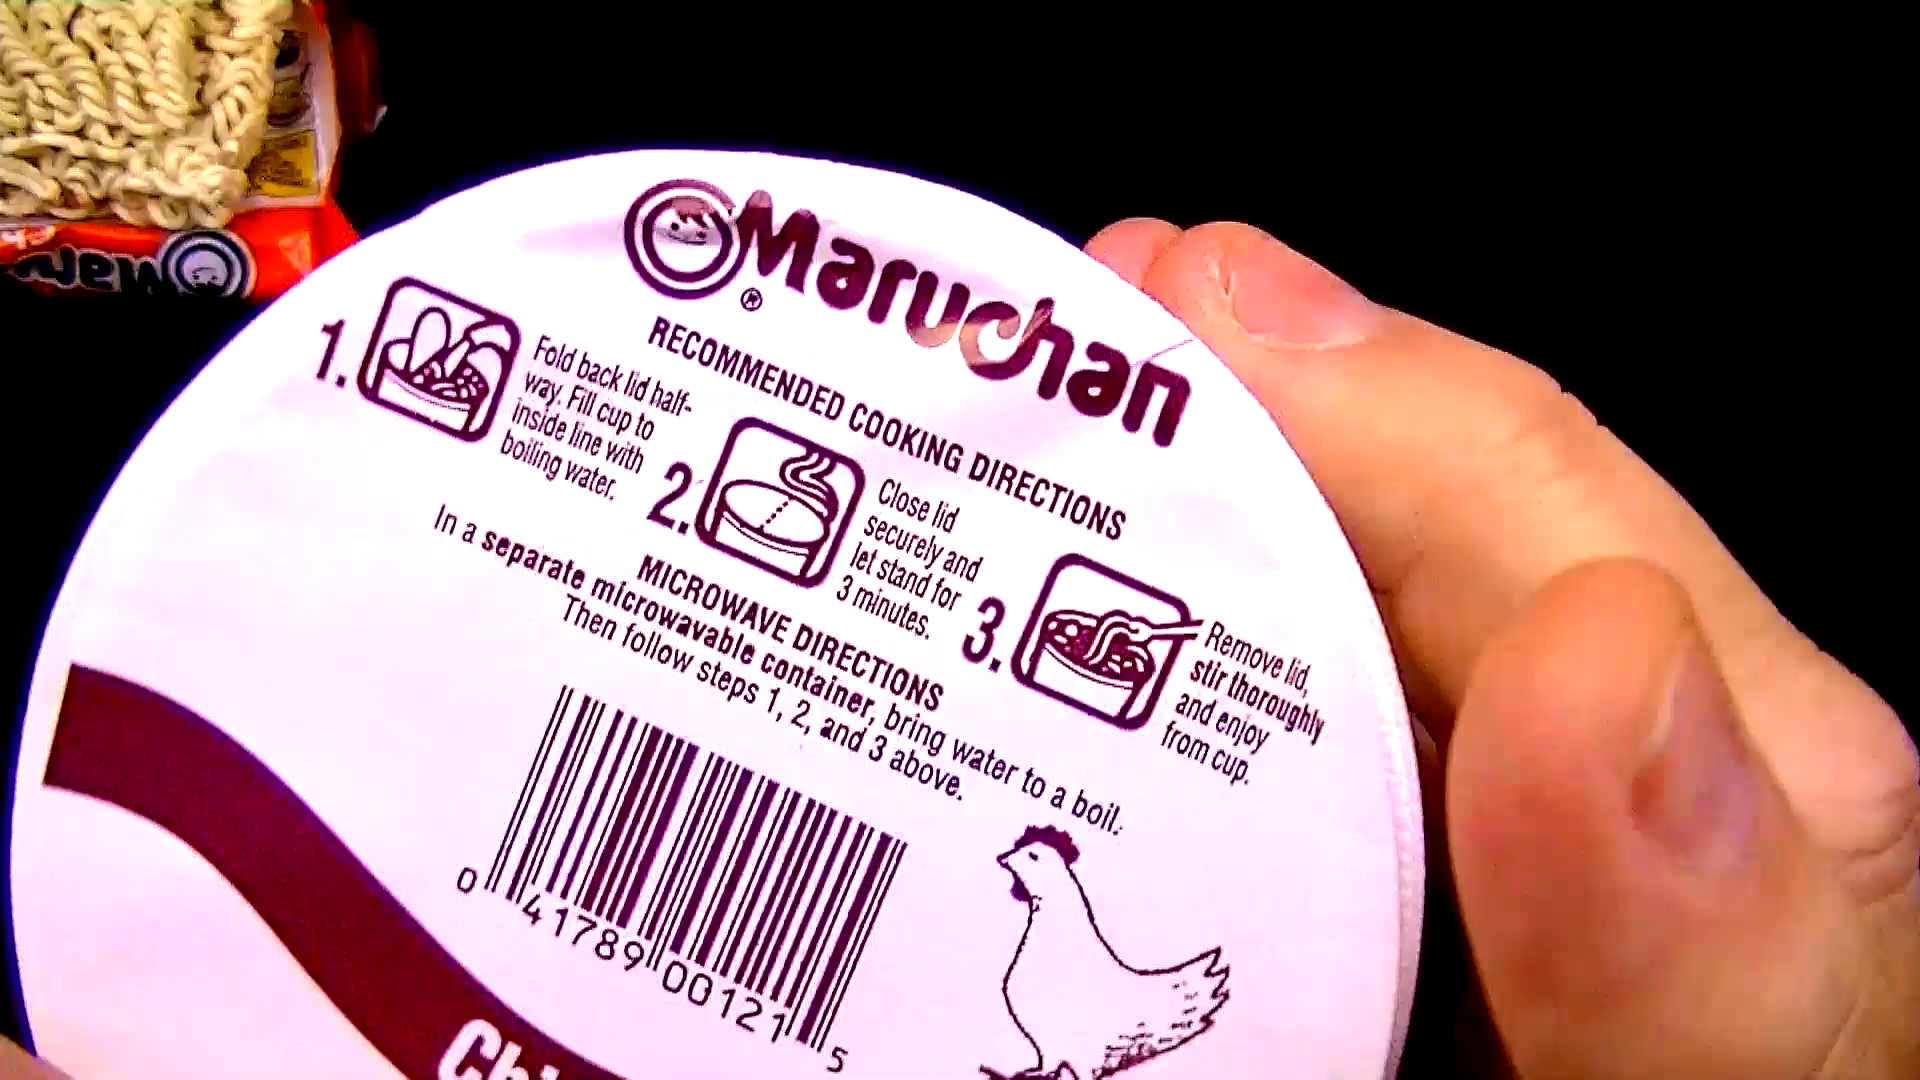 Maruchan
®
RECOMMENDED COOKING DIRECTIONS
1.
Fold back lid half-
way. Fill cup to
inside line with
boiling water.
2.
Close lid
securely and
let stand for
3 minutes.
3.
Remove lid,
stir thoroughly
and enjoy
from cup.
MICROWAVE DIRECTIONS
In a separate microwavable container, bring water to a boil.
Then follow steps 1, 2, and 3 above.
0 41789 00121 5